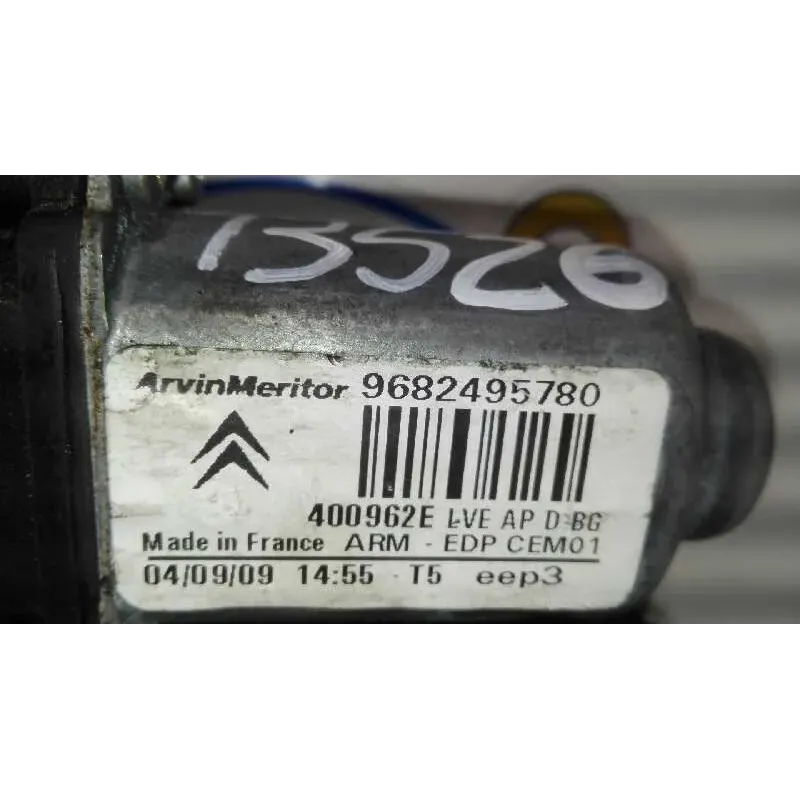 13520
ArvinMeritor 9682495780
400962E LVE AP D-BG
Made in France ARM - EDP CEM01
04/09/09 14:55 - T5 eep3